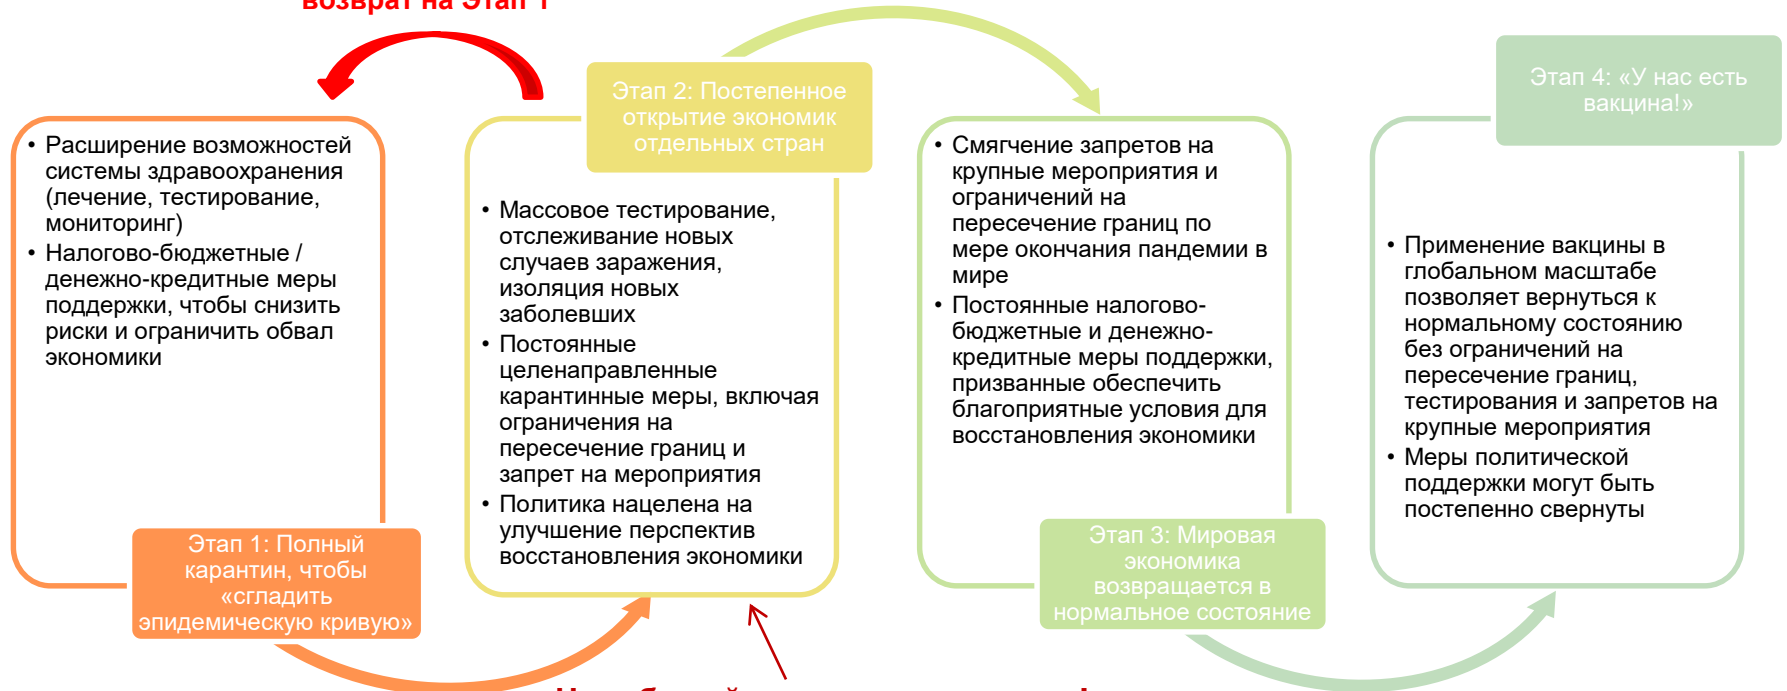 возврат на Этап 1
• Расширение возможностей
системы здравоохранения
(лечение, тестирование,
мониторинг)
• Налогово-бюджетные /
денежно-кредитные меры
поддержки, чтобы снизить
риски и ограничить обвал
экономики
Этап 1: Полный
карантин, чтобы
«сгладить
эпидемическую кривую»
Этап 2: Постепенное
открытие экономик
отдельных стран
• Массовое тестирование,
отслеживание новых
случаев заражения,
изоляция новых
заболевших
• Постоянные
целенаправленные
карантинные меры, включая
ограничения на
пересечение границ и
запрет на мероприятия
• Политика нацелена на
улучшение перспектив
восстановления экономики
• Смягчение запретов на
крупные мероприятия и
ограничений на
пересечение границ по
мере окончания пандемии в
мире
• Постоянные налогово-
бюджетные и денежно-
кредитные меры поддержки,
призванные обеспечить
благоприятные условия для
восстановления экономики
Этап 3: Мировая
экономика
возвращается в
нормальное состояние
Этап 4: «У нас есть
вакцина!»
• Применение вакцины в
глобальном масштабе
позволяет вернуться к
нормальному состоянию
без ограничений на
пересечение границ,
тестирования и запретов на
крупные мероприятия
• Меры политической
поддержки могут быть
постепенно свернуты